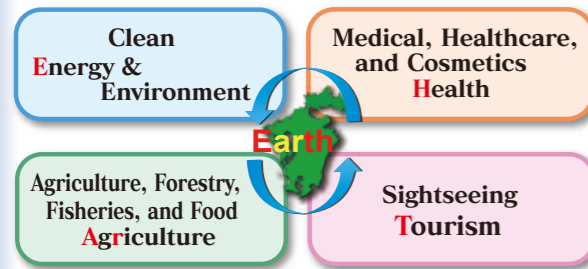 Clean
Energy &
Environment
Medical, Healthcare,
and Cosmetics
Health
Earth
Agriculture, Forestry,
Fisheries, and Food
Agriculture
Sightseeing
Tourism